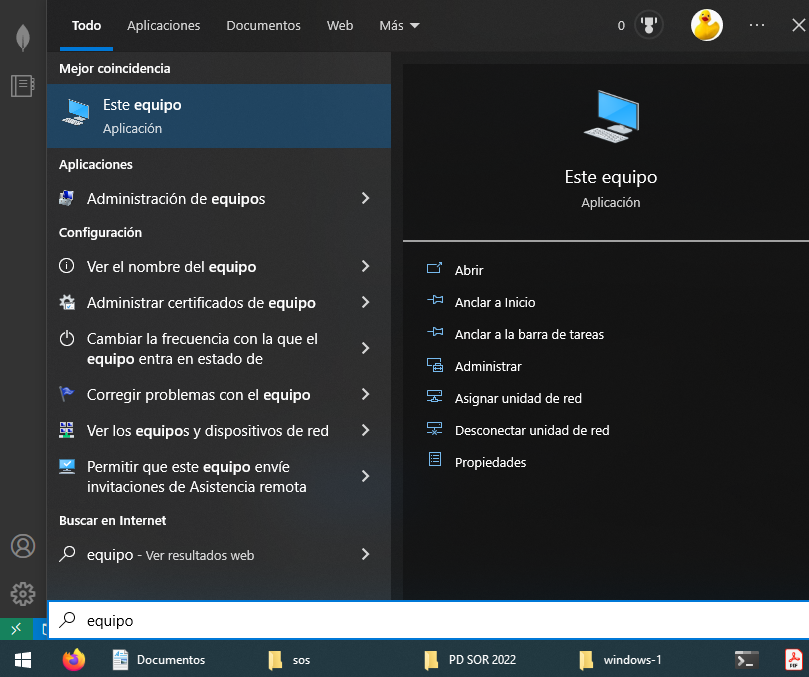 Todo Aplicaciones Documentos Web Más 0 ···
Mejor coincidencia
Este equipo
Aplicación
Aplicaciones
Administración de equipos
Configuración
Ver el nombre del equipo
Administrar certificados de equipo
Cambiar la frecuencia con la que el
equipo entra en estado de
Corregir problemas con el equipo
Ver los equipos y dispositivos de red
Permitir que este equipo envíe
invitaciones de Asistencia remota
Buscar en Internet
equipo - Ver resultados web
Este equipo
Aplicación
Abrir
Anclar a Inicio
Anclar a la barra de tareas
Administrar
Asignar unidad de red
Desconectar unidad de red
Propiedades
equipo
Documentos sos PD SOR 2022 windows-1 PDF